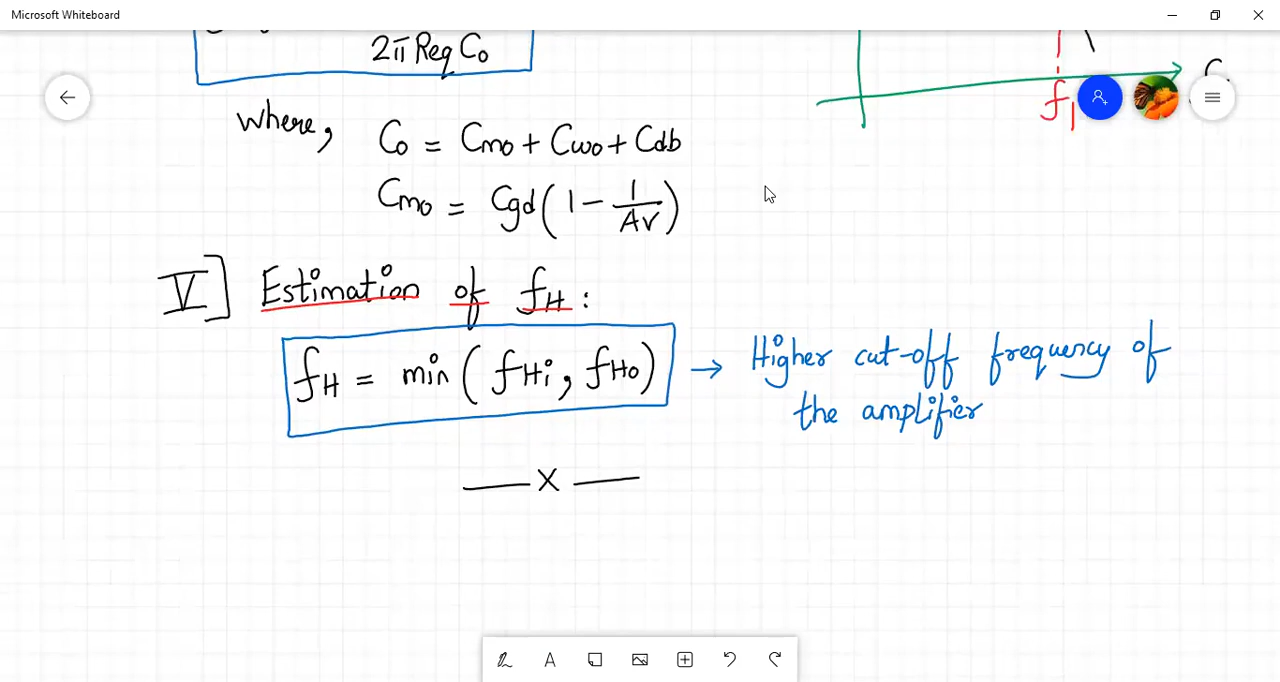 Microsoft Whiteboard
2π Req Co
where, Co = Cmo + Cwo + Cdb
Cmo = Cgd(1 - 1/Av)
f1
V] Estimation of fH :
fH = min (fHi, fHo) → Higher cut-off frequency of
the amplifier
—— X ——
A